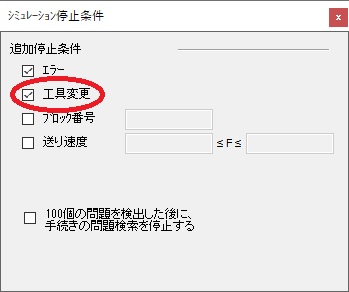 ｼﾐｭﾚｰｼｮﾝ停止条件
x
追加停止条件
ｴﾗｰ
工具変更
ﾌﾞﾛｯｸ番号
送り速度 ≤ F ≤
100個の問題を検出した後に、
手続きの問題検索を停止する